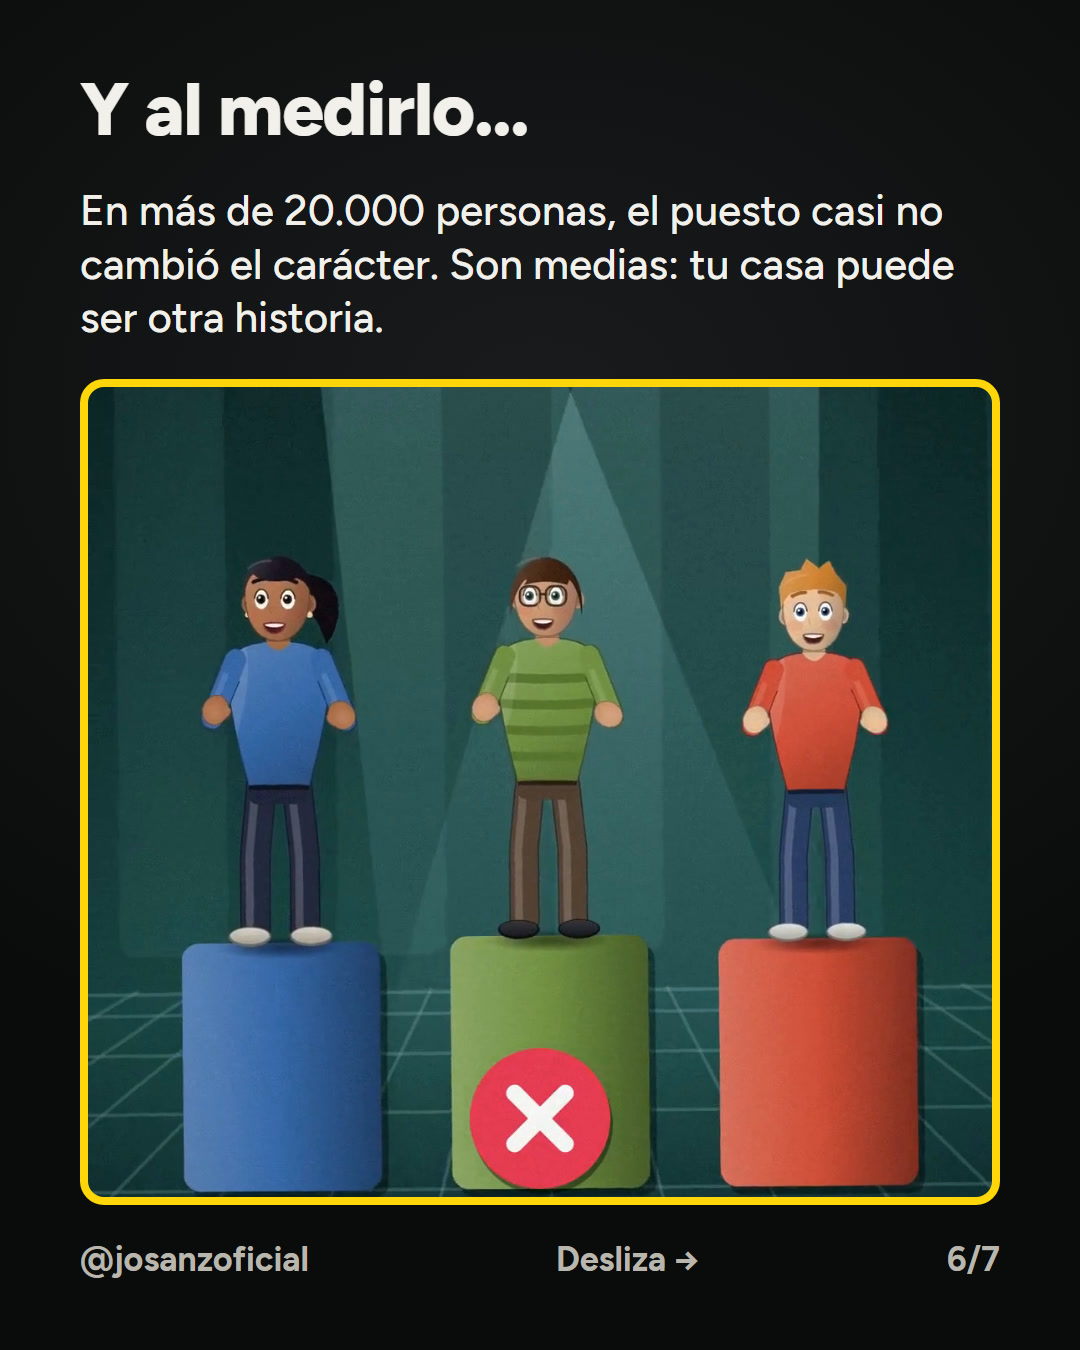 Y al medirlo...
En más de 20.000 personas, el puesto casi no
cambió el carácter. Son medias: tu casa puede
ser otra historia.
@josanzoficial
Desliza →
6/7